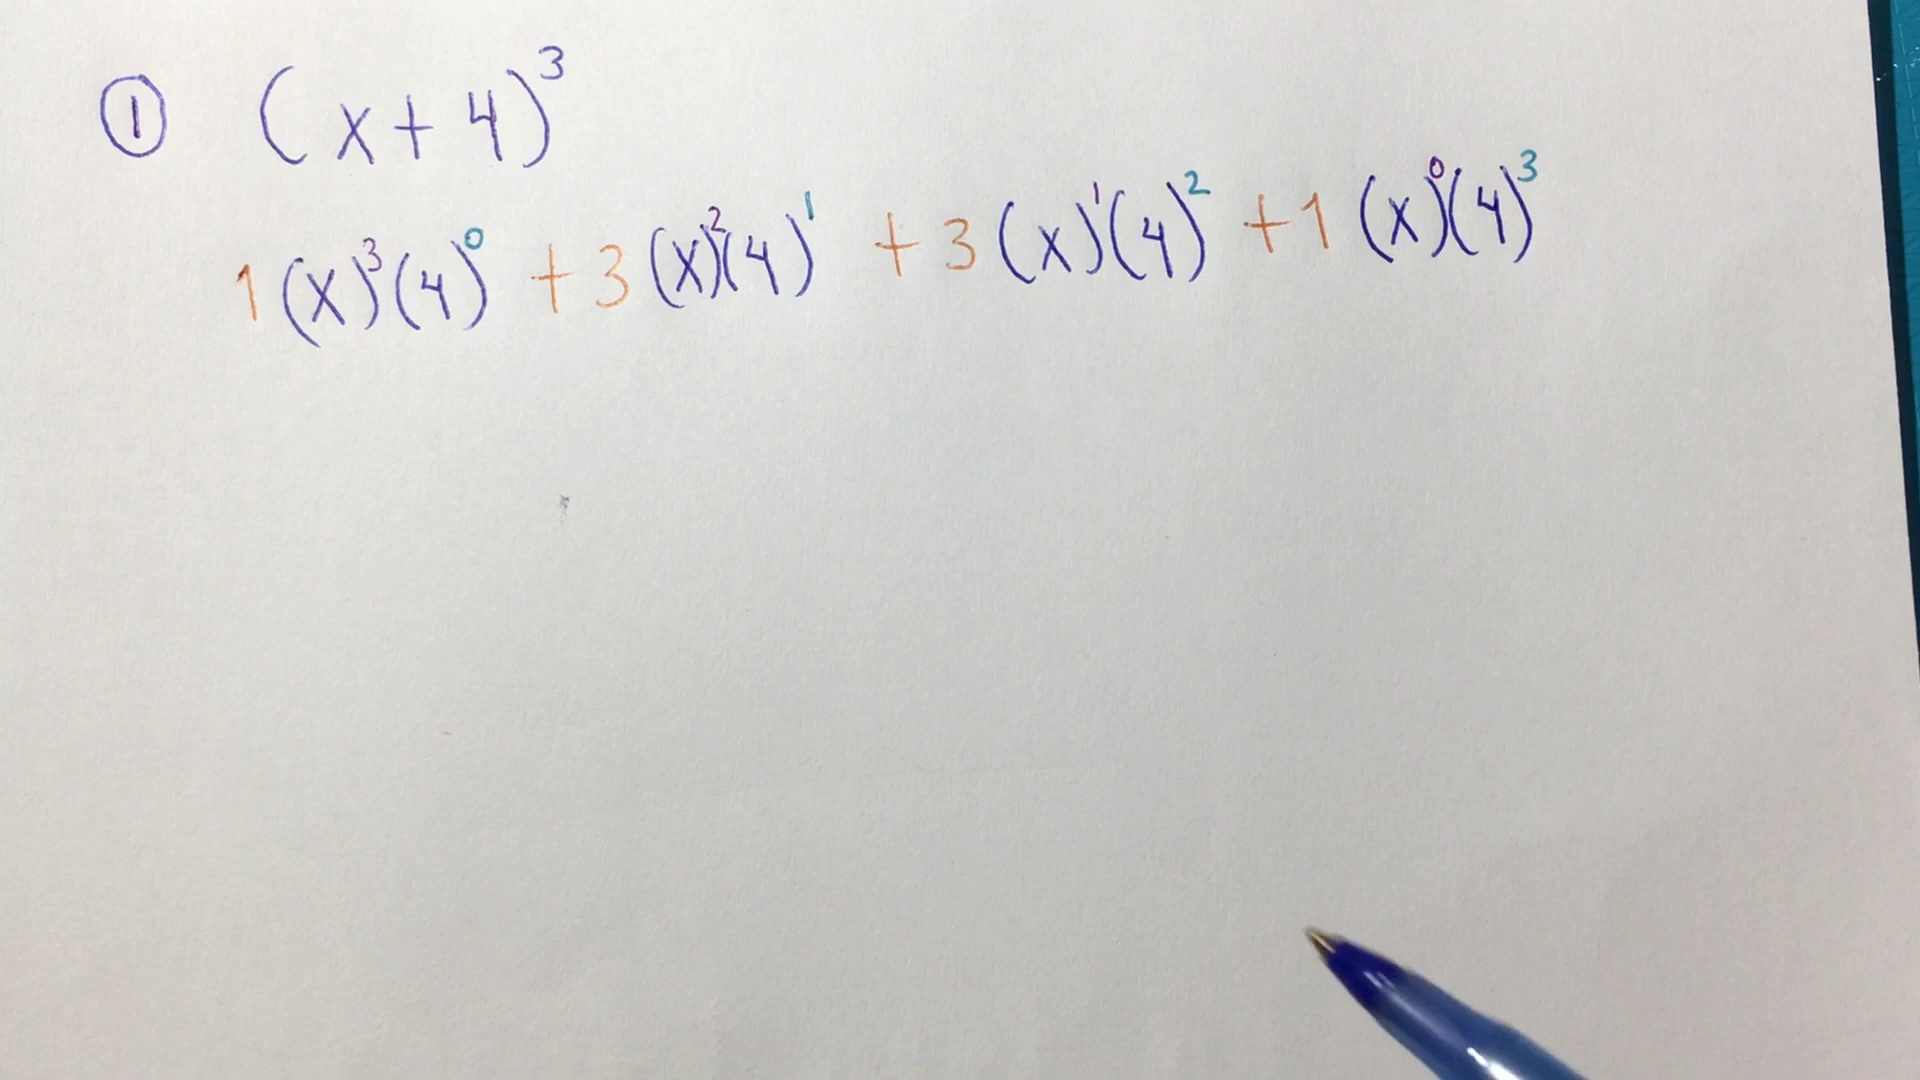 ① (x+4)³
1(x)³(4)⁰ + 3(x)²(4)¹ + 3(x)¹(4)² + 1(x)⁰(4)³